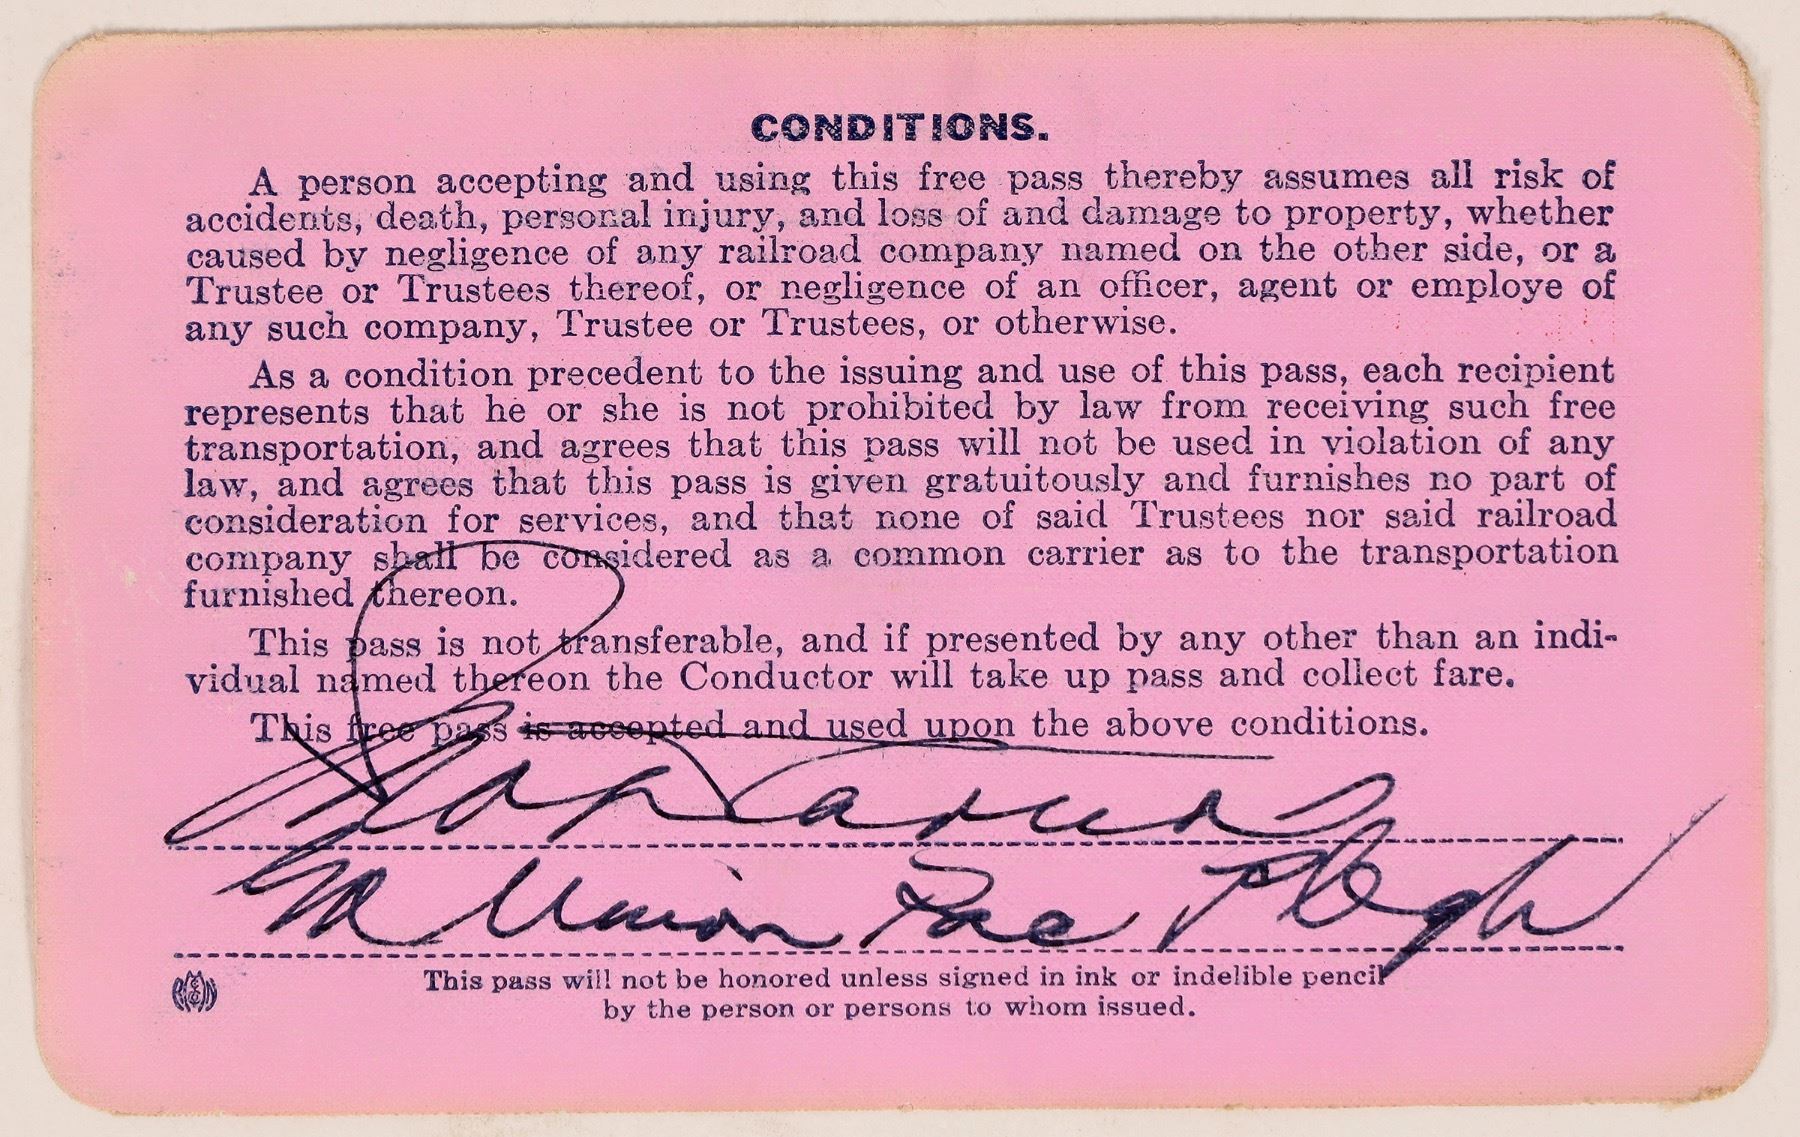 CONDITIONS.
A person accepting and using this free pass thereby assumes all risk of
accidents, death, personal injury, and loss of and damage to property, whether
caused by negligence of any railroad company named on the other side, or a
Trustee or Trustees thereof, or negligence of an officer, agent or employe of
any such company, Trustee or Trustees, or otherwise.
As a condition precedent to the issuing and use of this pass, each recipient
represents that he or she is not prohibited by law from receiving such free
transportation, and agrees that this pass will not be used in violation of any
law, and agrees that this pass is given gratuitously and furnishes no part of
consideration for services, and that none of said Trustees nor said railroad
company shall be considered as a common carrier as to the transportation
furnished thereon.
This pass is not transferable, and if presented by any other than an indi-
vidual named thereon the Conductor will take up pass and collect fare.
This free pass is accepted and used upon the above conditions.
Union Pac
This pass will not be honored unless signed in ink or indelible pencil
by the person or persons to whom issued.